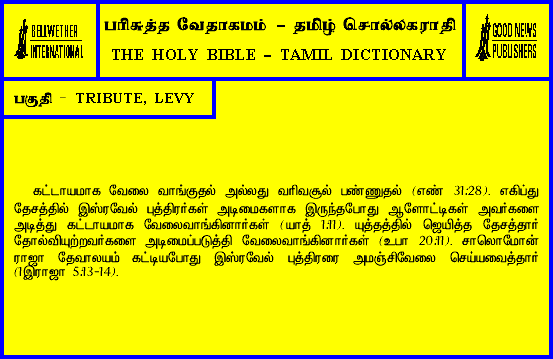 BELLWETHER
INTERNATIONAL
பரிசுத்த வேதாகமம் - தமிழ் சொல்லகராதி
THE HOLY BIBLE - TAMIL DICTIONARY
GOOD NEWS
PUBLISHERS
பகுதி - TRIBUTE, LEVY
கட்டாயமாக வேலை வாங்குதல் அல்லது வரிவசூல் பண்ணுதல் (எண் 31:28). எகிப்து
தேசத்தில் இஸ்ரவேல் புத்திரர்கள் அடிமைகளாக இருந்தபோது ஆளோட்டிகள் அவர்களை
அடித்து கட்டாயமாக வேலைவாங்கினார்கள் (யாத் 1:11). யுத்தத்தில் ஜெயித்த தேசத்தார்
தோல்வியுற்றவர்களை அடிமைப்படுத்தி வேலைவாங்கினார்கள் (உபா 20:11). சாலொமோன்
ராஜா தேவாலயம் கட்டியபோது இஸ்ரவேல் புத்திரரை அமஞ்சிவேலை செய்யவைத்தார்
(1இராஜா 5:13-14).